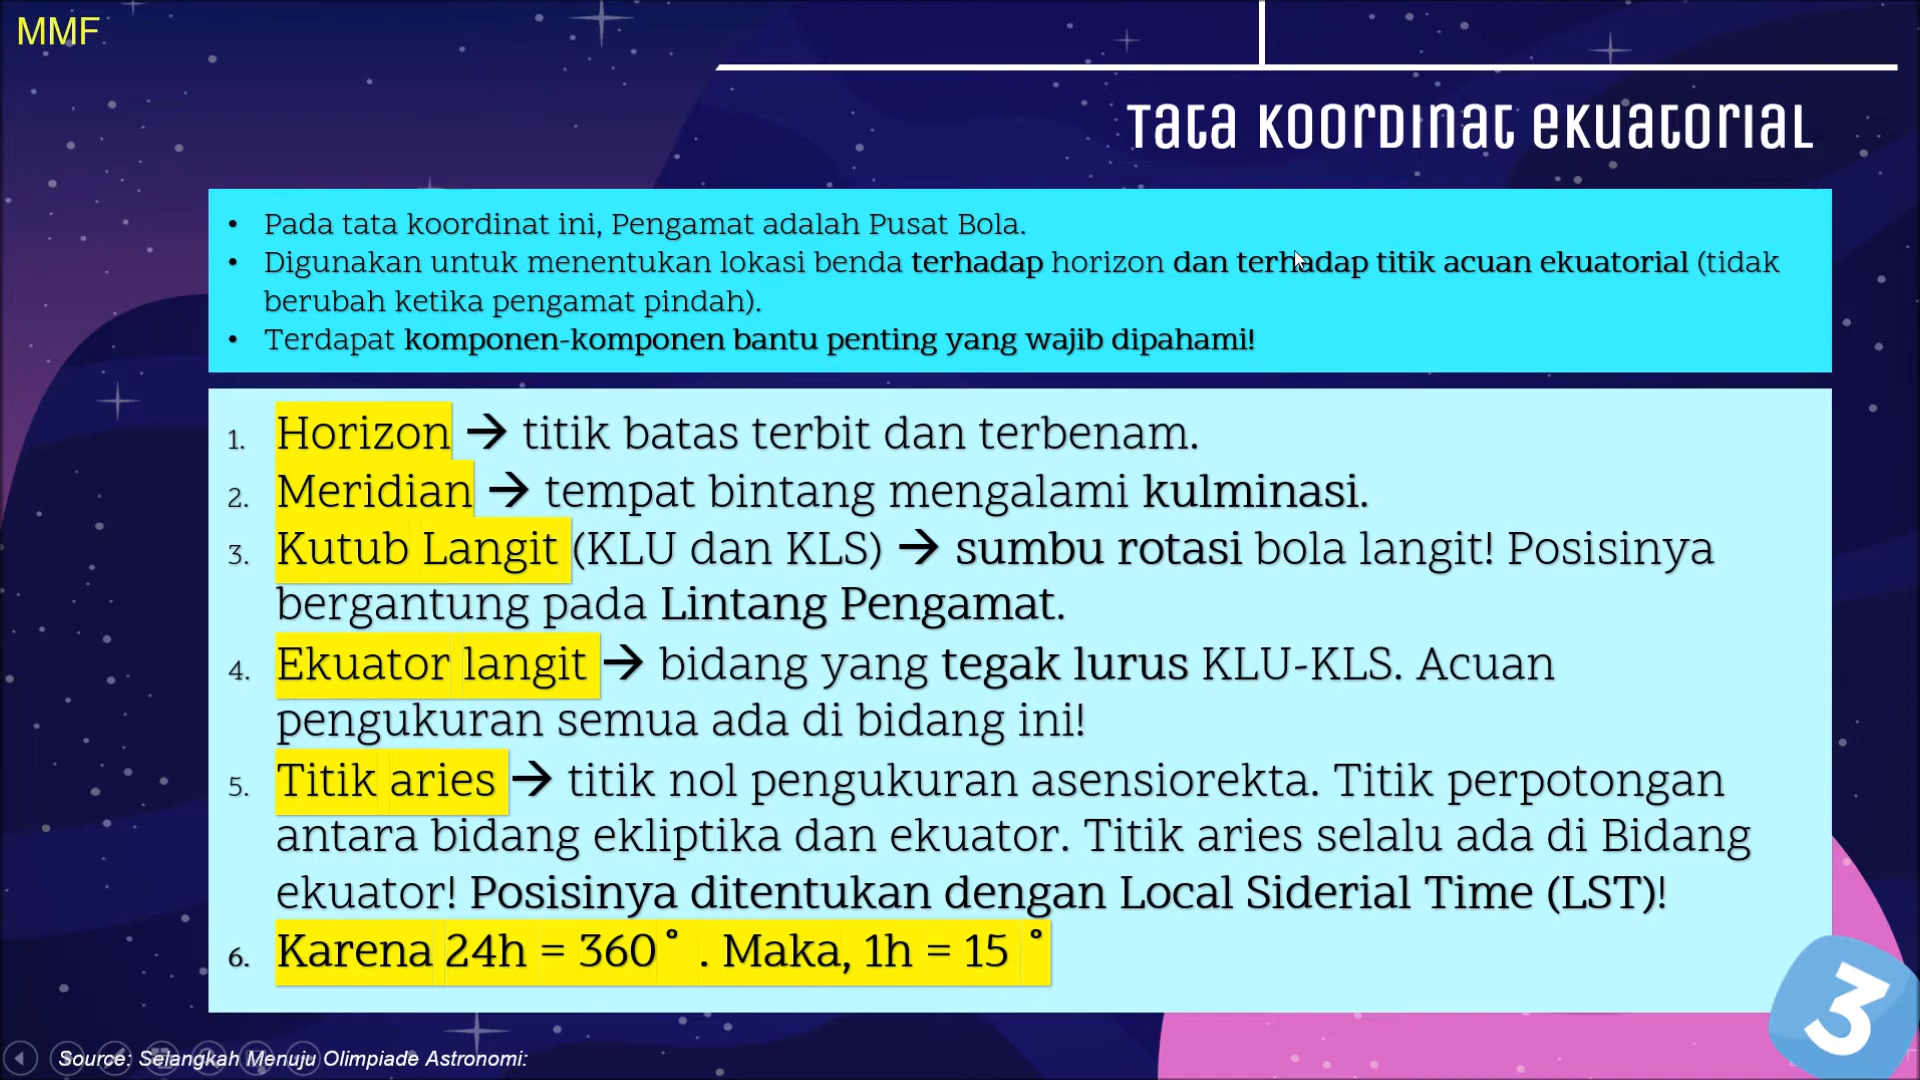 MMF
Tata Koordinat Ekuatorial
• Pada tata koordinat ini, Pengamat adalah Pusat Bola.
• Digunakan untuk menentukan lokasi benda terhadap horizon dan terhadap titik acuan ekuatorial (tidak
berubah ketika pengamat pindah).
• Terdapat komponen-komponen bantu penting yang wajib dipahami!
1. Horizon → titik batas terbit dan terbenam.
2. Meridian → tempat bintang mengalami kulminasi.
3. Kutub Langit (KLU dan KLS) → sumbu rotasi bola langit! Posisinya
bergantung pada Lintang Pengamat.
4. Ekuator langit → bidang yang tegak lurus KLU-KLS. Acuan
pengukuran semua ada di bidang ini!
5. Titik aries → titik nol pengukuran asensiorekta. Titik perpotongan
antara bidang ekliptika dan ekuator. Titik aries selalu ada di Bidang
ekuator! Posisinya ditentukan dengan Local Siderial Time (LST)!
6. Karena 24h = 360˚ . Maka, 1h = 15 ˚
3
Source: Selangkah Menuju Olimpiade Astronomi: